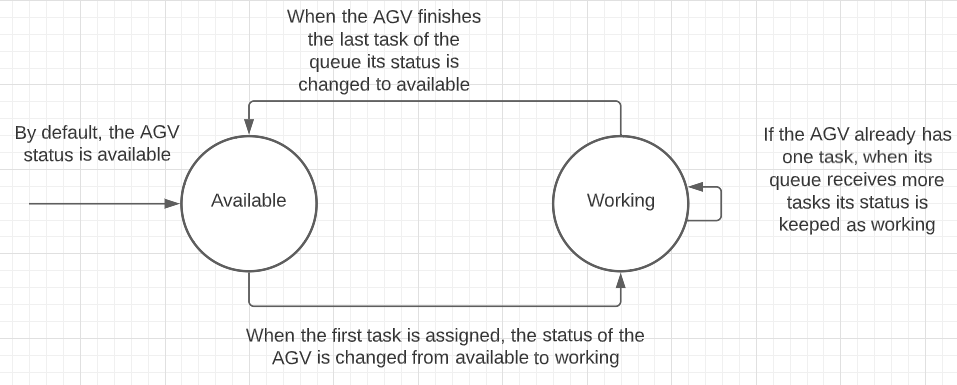 When the AGV finishes
the last task of the
queue its status is
changed to available
By default, the AGV
status is available
Available
Working
If the AGV already has
one task, when its
queue receives more
tasks its status is
keeped as working
When the first task is assigned, the status of the
AGV is changed from available to working